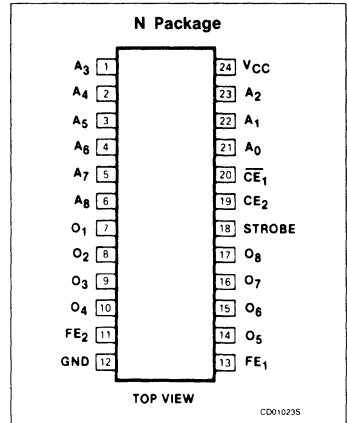 N Package
A3 1 24 VCC
A4 2 23 A2
A5 3 22 A1
A6 4 21 A0
A7 5 20 C̅E̅1
A8 6 19 CE2
O1 7 18 STROBE
O2 8 17 O8
O3 9 16 O7
O4 10 15 O6
FE2 11 14 O5
GND 12 13 FE1
TOP VIEW
CD01023S